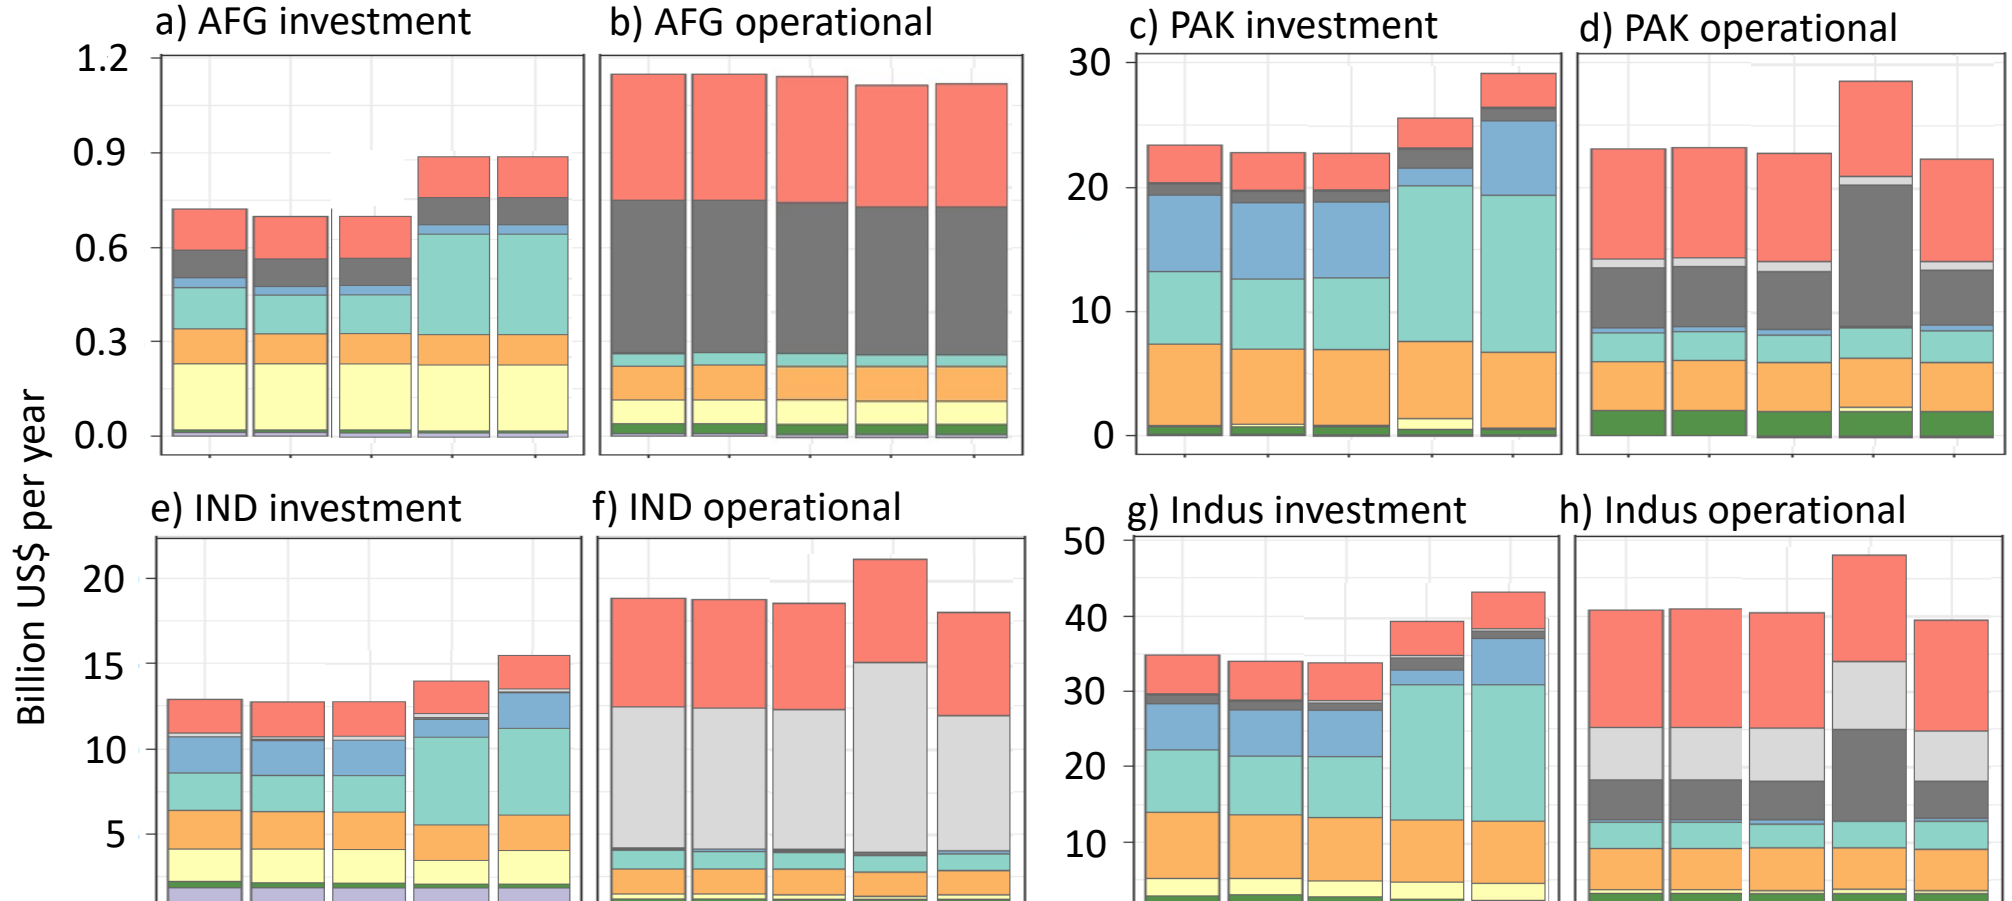 a) AFG investment
b) AFG operational
c) PAK investment
d) PAK operational
1.2
0.9
0.6
0.3
0.0
30
20
10
0
Billion US$ per year
e) IND investment
f) IND operational
g) Indus investment
h) Indus operational
20
15
10
5
50
40
30
20
10